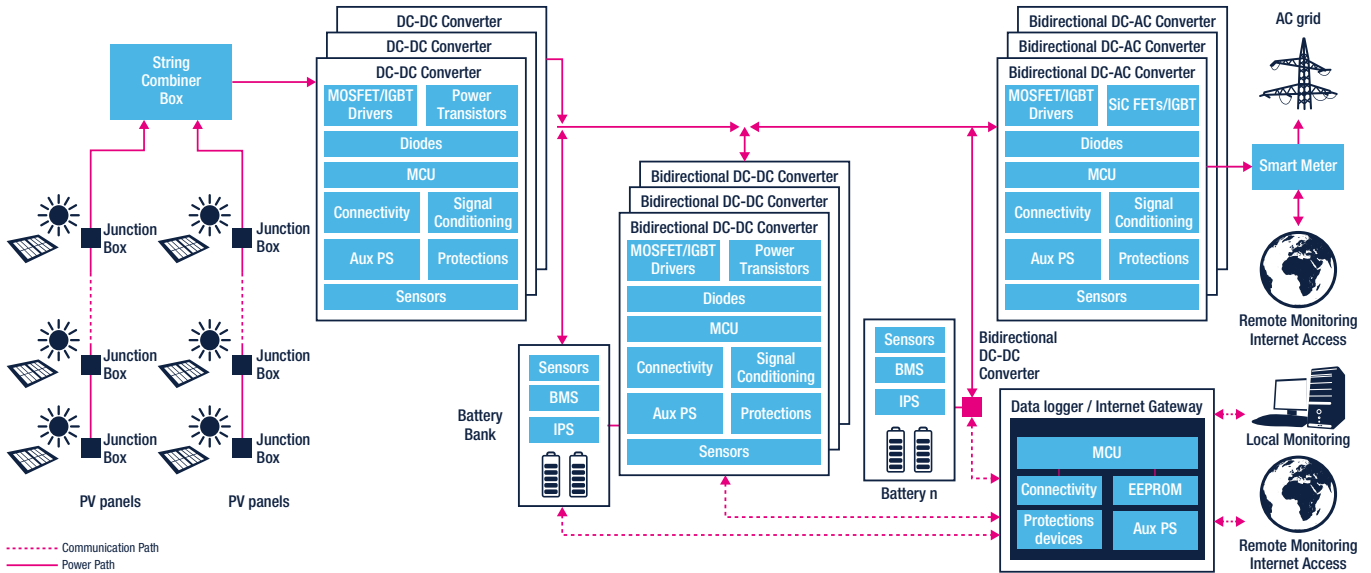 String
Combiner
Box
Junction
Box
Junction
Box
Junction
Box
Junction
Box
Junction
Box
Junction
Box
PV panels
PV panels
Communication Path
Power Path
DC-DC Converter
DC-DC Converter
DC-DC Converter
MOSFET/IGBT
Drivers
Power
Transistors
Diodes
MCU
Connectivity
Signal
Conditioning
Aux PS
Protections
Sensors
Battery
Bank
Sensors
BMS
IPS
Bidirectional DC-DC Converter
Bidirectional DC-DC Converter
Bidirectional DC-DC Converter
MOSFET/IGBT
Drivers
Power
Transistors
Diodes
MCU
Connectivity
Signal
Conditioning
Aux PS
Protections
Sensors
Sensors
BMS
IPS
Battery n
Bidirectional
DC-DC
Converter
Bidirectional DC-AC Converter
Bidirectional DC-AC Converter
Bidirectional DC-AC Converter
MOSFET/IGBT
Drivers
SiC FETs/IGBT
Diodes
MCU
Connectivity
Signal
Conditioning
Aux PS
Protections
Sensors
AC grid
Smart Meter
Remote Monitoring
Internet Access
Data logger / Internet Gateway
MCU
Connectivity
EEPROM
Protections
devices
Aux PS
Local Monitoring
Remote Monitoring
Internet Access